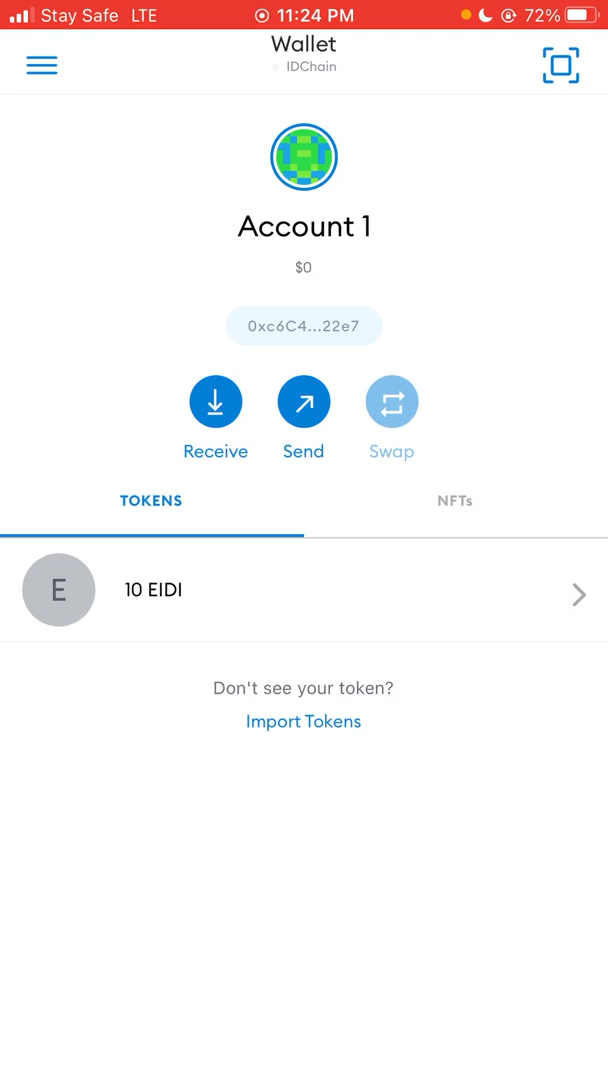 Stay Safe LTE 11:24 PM 72%
Wallet
IDChain
Account 1
$0
0xc6C4...22e7
Receive Send Swap
TOKENS NFTs
E 10 EIDI
Don't see your token?
Import Tokens